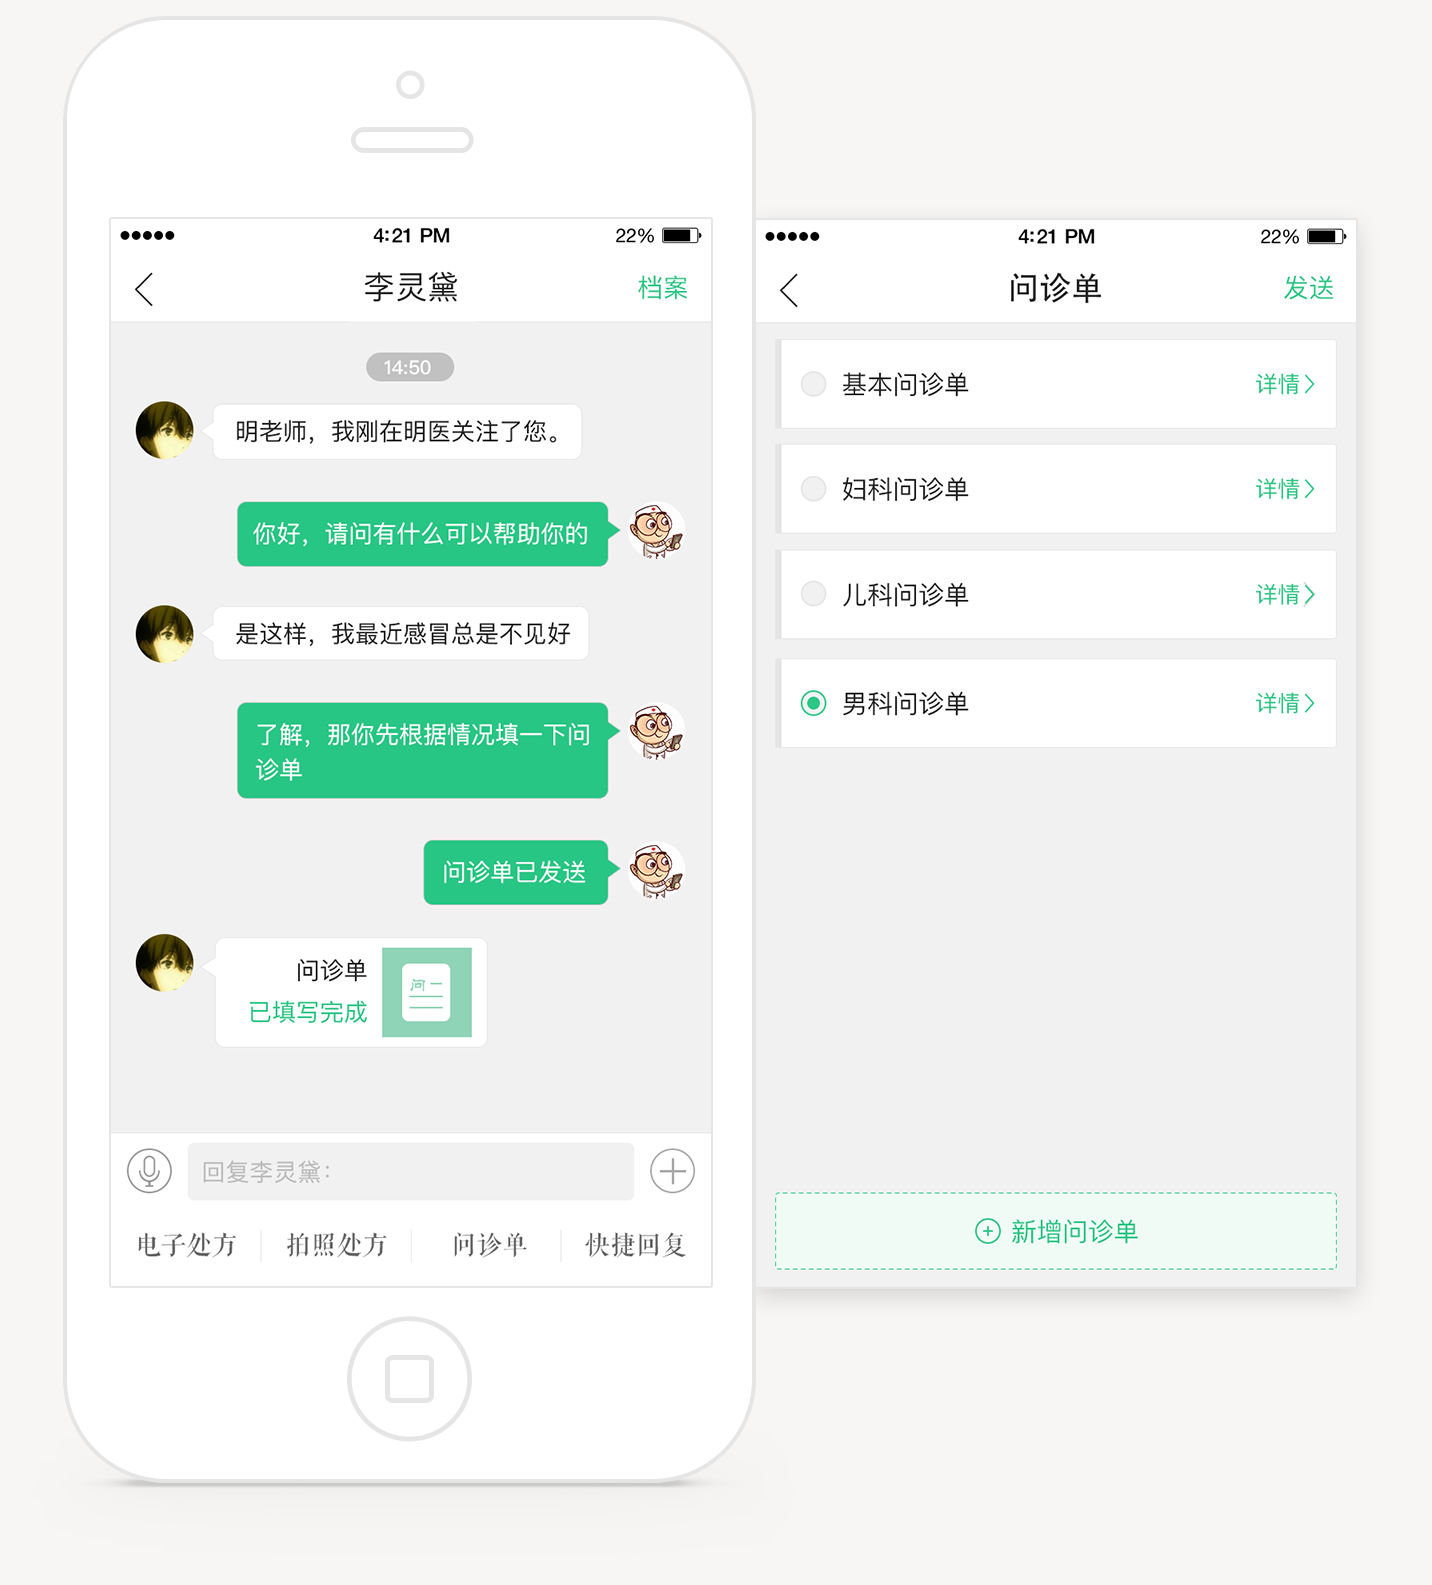 4:21 PM
22%
李灵黛
档案
14:50
明老师，我刚在明医关注了您。
你好，请问有什么可以帮助你的
是这样，我最近感冒总是不见好
了解，那你先根据情况填一下问
诊单
问诊单已发送
问诊单
已填写完成
问
回复李灵黛：
电子处方
拍照处方
问诊单
快捷回复
4:21 PM
22%
问诊单
发送
基本问诊单
详情
妇科问诊单
详情
儿科问诊单
详情
男科问诊单
详情
新增问诊单